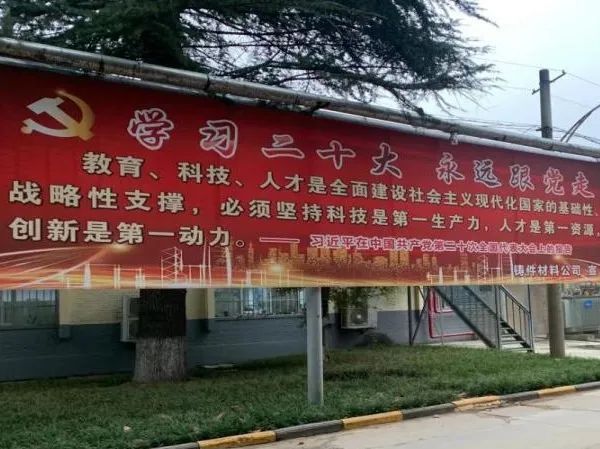 学习二十大 永远跟党走
教育、科技、人才是全面建设社会主义现代化国家的基础性、
战略性支撑，必须坚持科技是第一生产力，人才是第一资源，
创新是第一动力。—— 习近平在中国共产党第二十次全国代表大会上的报告
铸件材料公司 宣